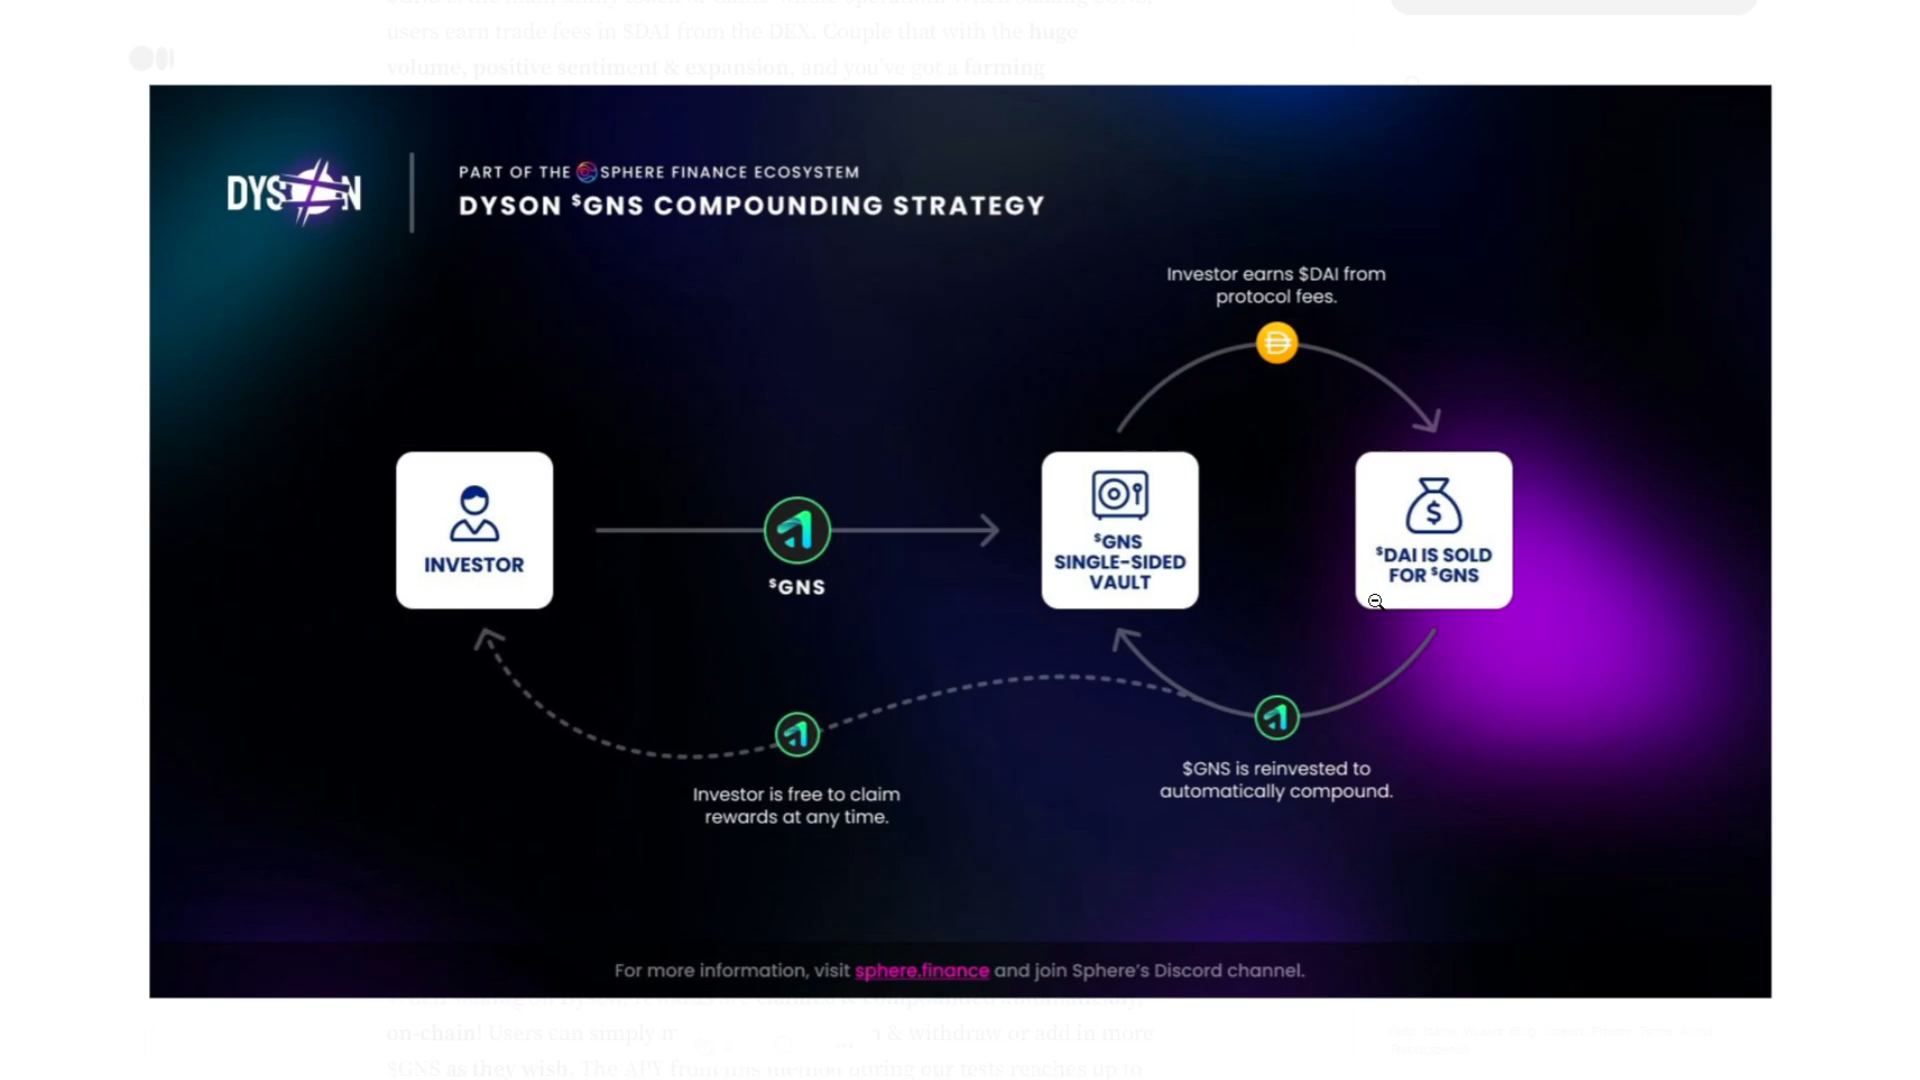 users earn trade fees in $DAI from the DEX. Couple that with the huge
volume, positive sentiment & expansion, and you've got a farming
DYSON
PART OF THE SPHERE FINANCE ECOSYSTEM
DYSON $GNS COMPOUNDING STRATEGY
Investor earns $DAI from
protocol fees.
INVESTOR
$GNS
$GNS
SINGLE-SIDED
VAULT
$DAI IS SOLD
FOR $GNS
Investor is free to claim
rewards at any time.
$GNS is reinvested to
automatically compound.
For more information, visit sphere.finance and join Sphere's Discord channel.
on-chain! Users can simply & withdraw or add in more
$GNS as they wish. The APY from this method during our tests reaches up to